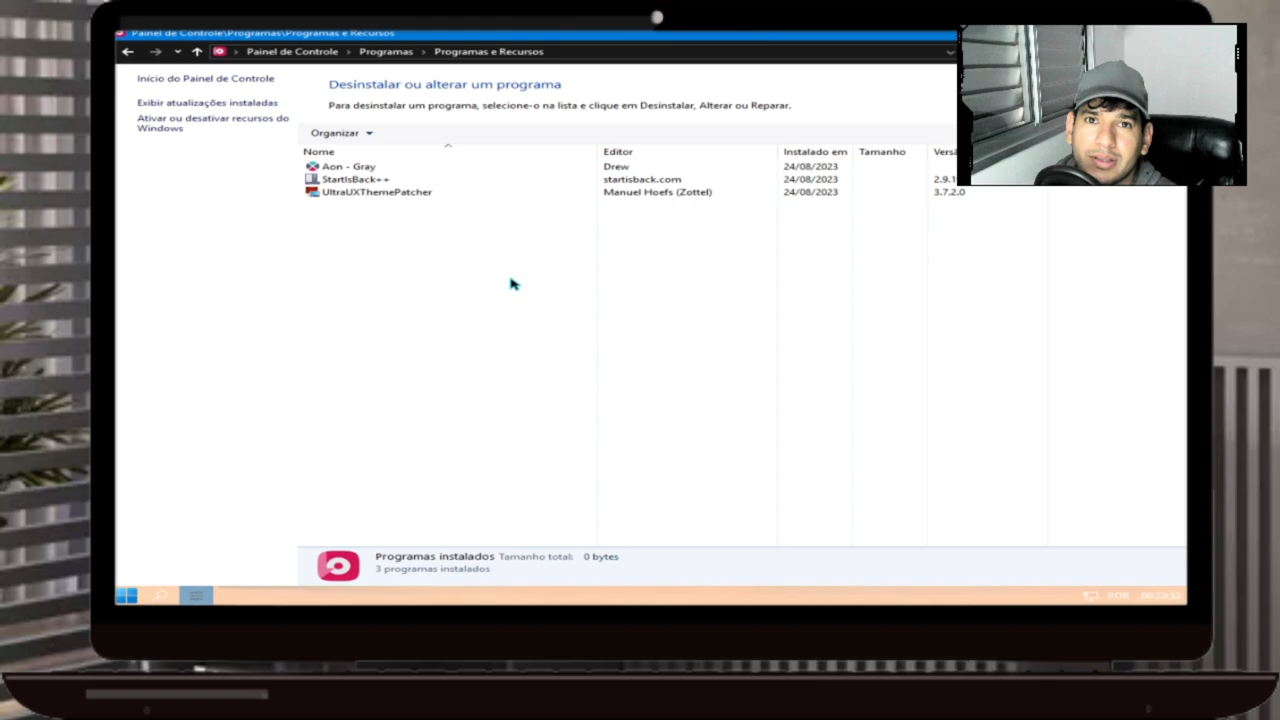 Painel de Controle\Programas\Programas e Recursos
Painel de Controle > Programas > Programas e Recursos
Início do Painel de Controle
Exibir atualizações instaladas
Ativar ou desativar recursos do
Windows
Desinstalar ou alterar um programa
Para desinstalar um programa, selecione-o na lista e clique em Desinstalar, Alterar ou Reparar.
Organizar
Nome Editor Instalado em Tamanho
Aon - Gray Drew 24/08/2023
StartIsBack++ startisback.com 24/08/2023
UltraUXThemePatcher Manuel Hoefs (Zottel) 24/08/2023 3.7.2.0
Programas instalados Tamanho total: 0 bytes
3 programas instalados
POR